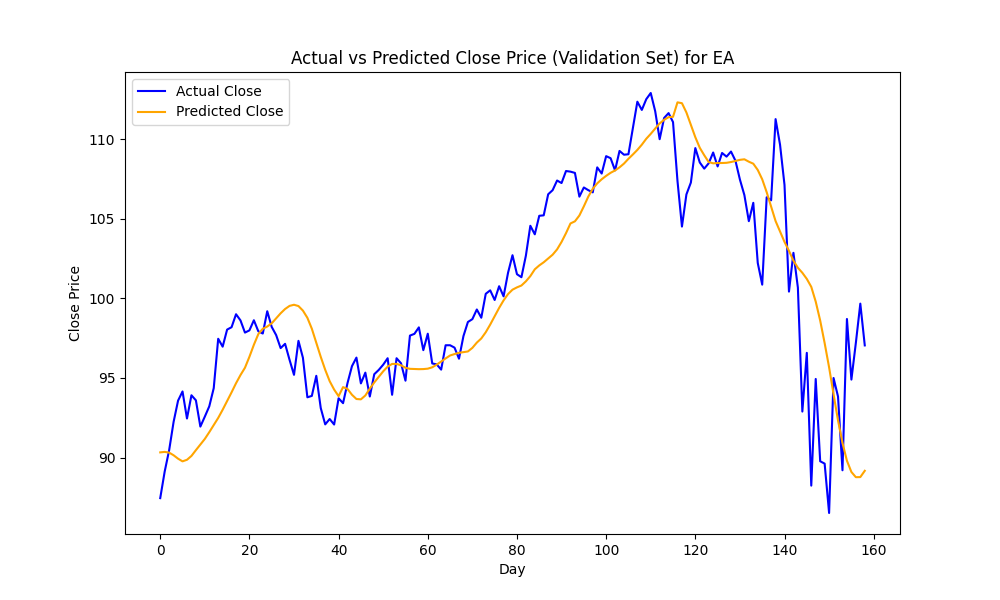 Actual vs Predicted Close Price (Validation Set) for EA
Actual Close
Predicted Close
110
105
100
95
90
Close Price
0 20 40 60 80 100 120 140 160
Day